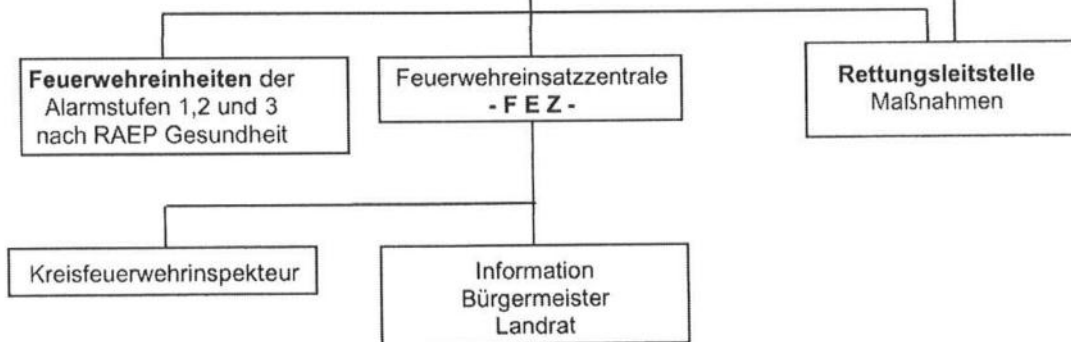 Feuerwehreinheiten der
Alarmstufen 1,2 und 3
nach RAEP Gesundheit
Feuerwehreinsatzzentrale
- F E Z -
Rettungsleitstelle
Maßnahmen
Kreisfeuerwehrinspekteur
Information
Bürgermeister
Landrat